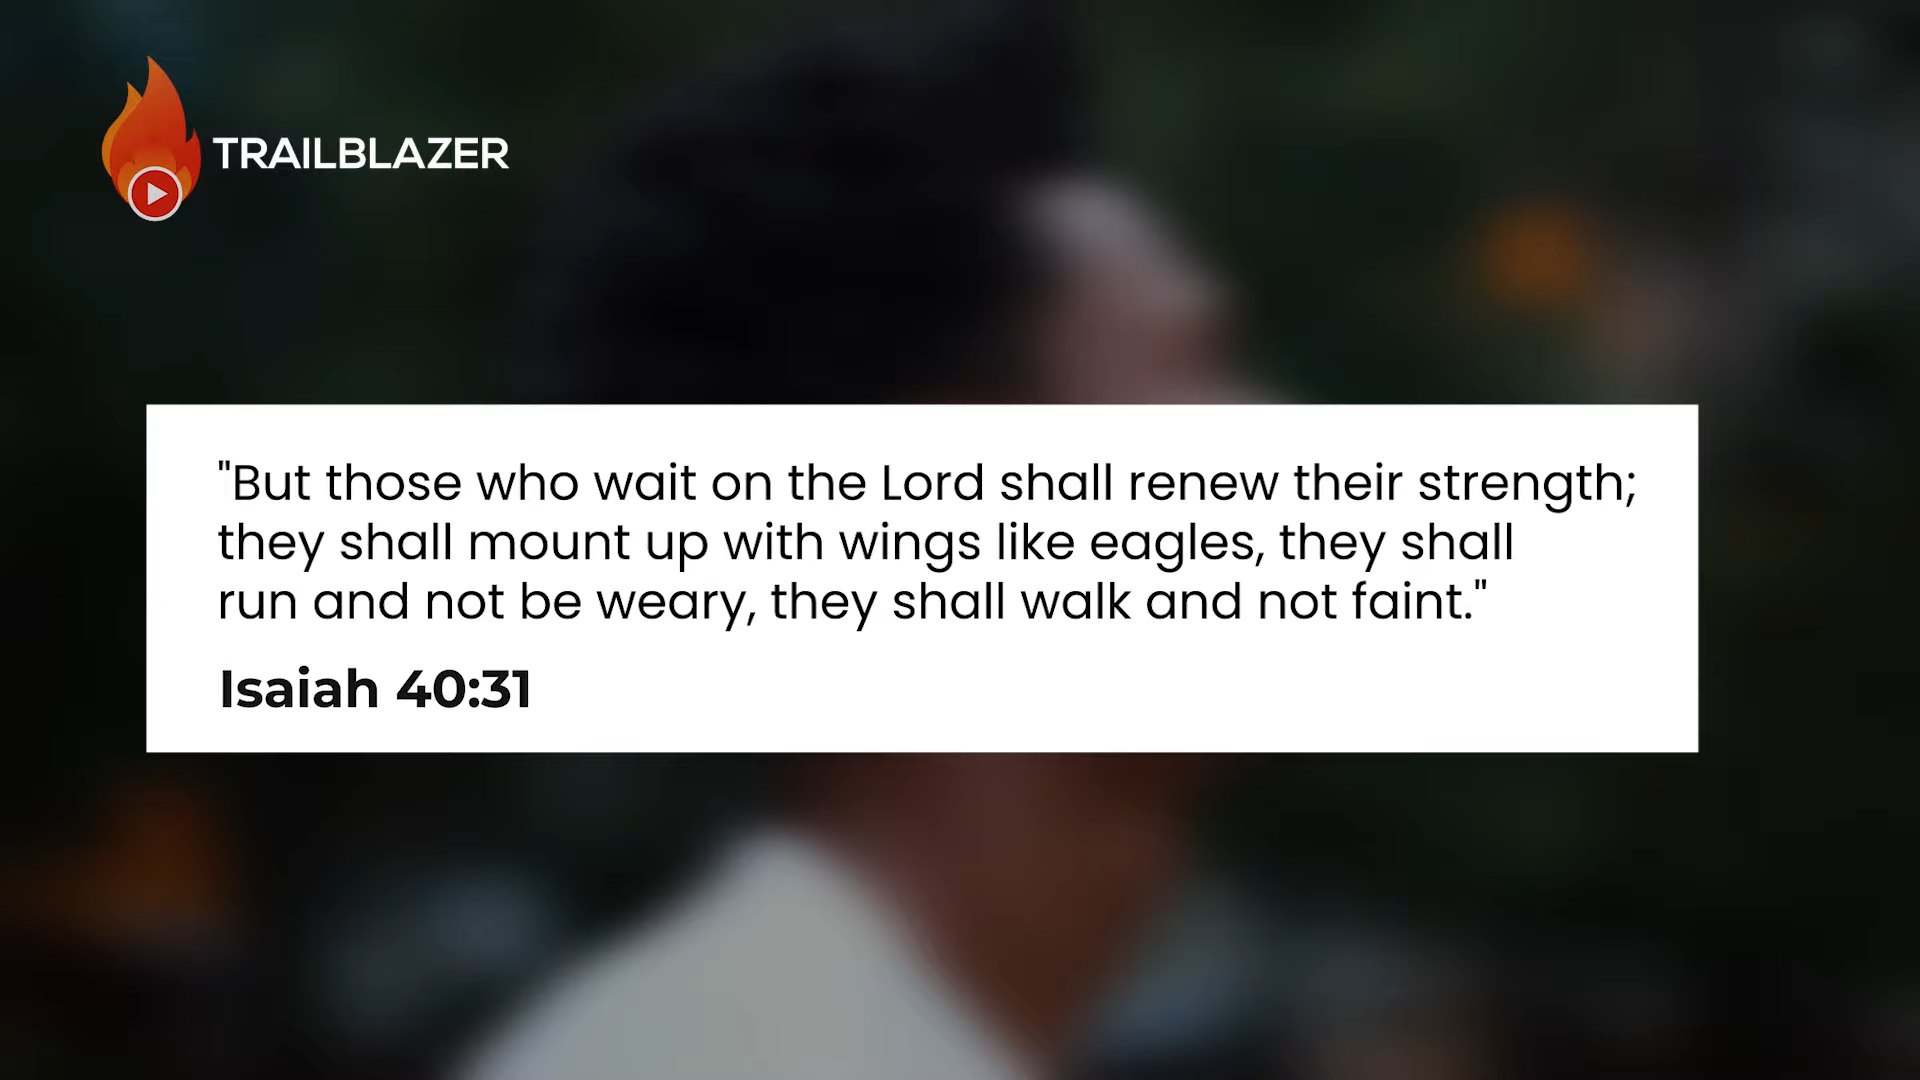 TRAILBLAZER
"But those who wait on the Lord shall renew their strength;
they shall mount up with wings like eagles, they shall
run and not be weary, they shall walk and not faint."
Isaiah 40:31